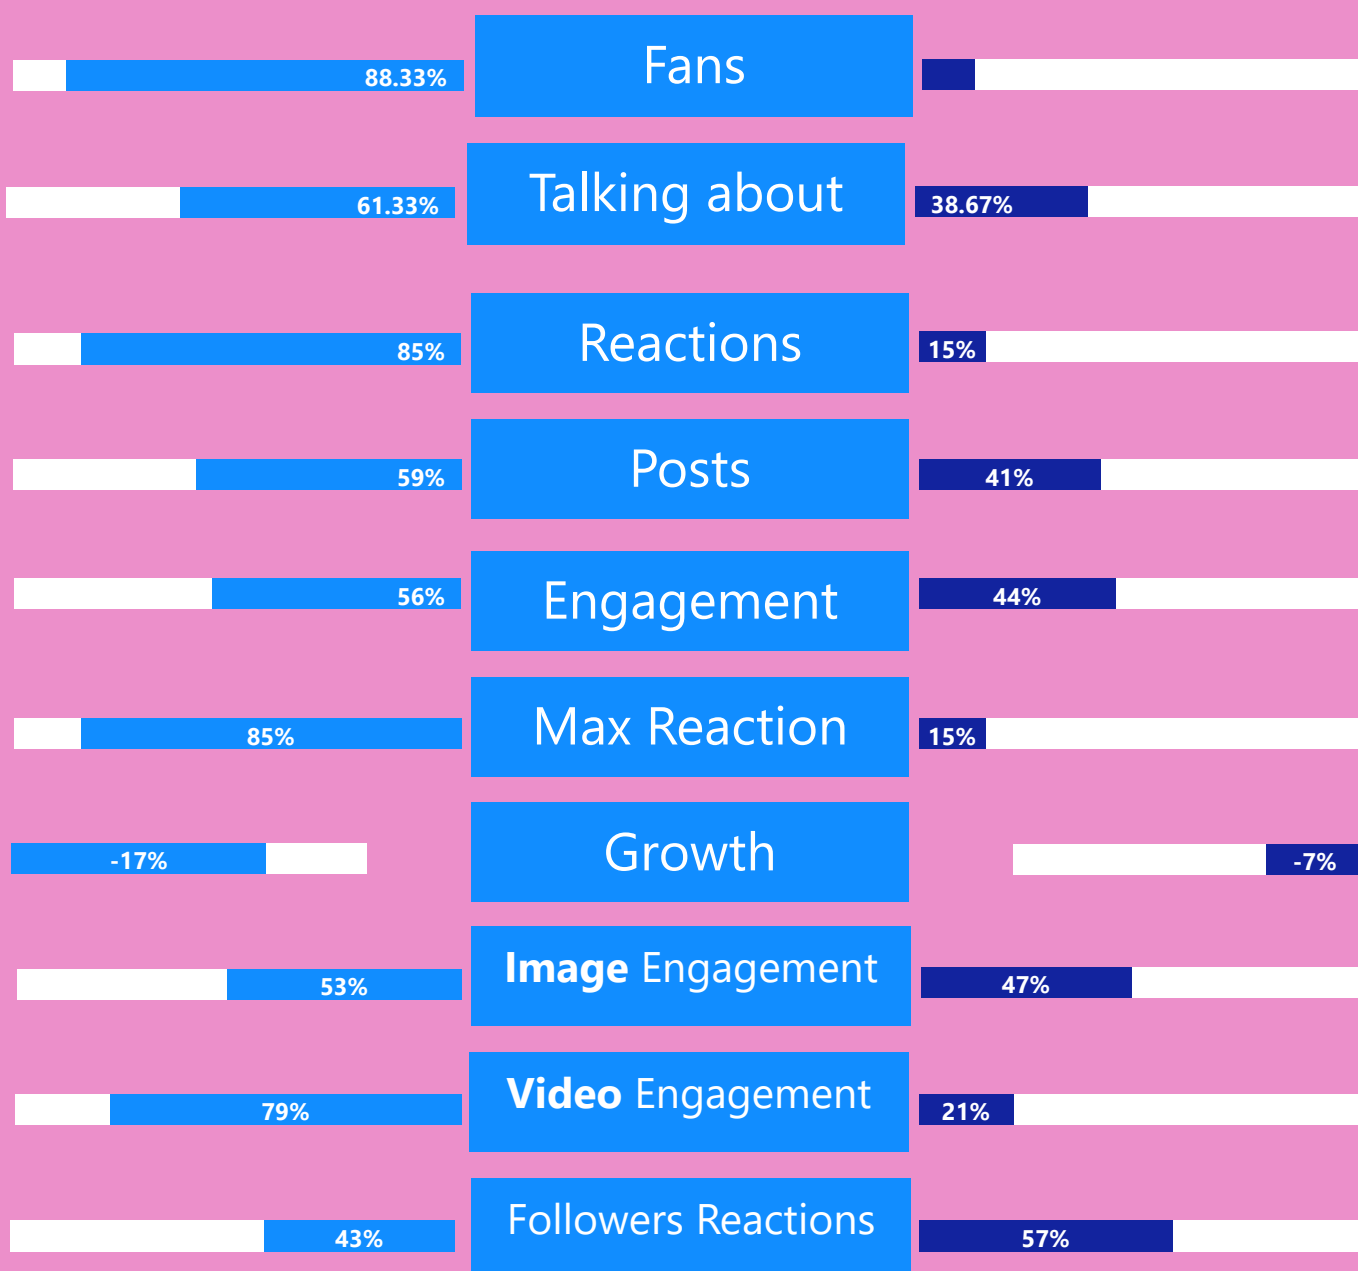 88.33% Fans
61.33% Talking about 38.67%
85% Reactions 15%
59% Posts 41%
56% Engagement 44%
85% Max Reaction 15%
-17% Growth -7%
53% Image Engagement 47%
79% Video Engagement 21%
43% Followers Reactions 57%